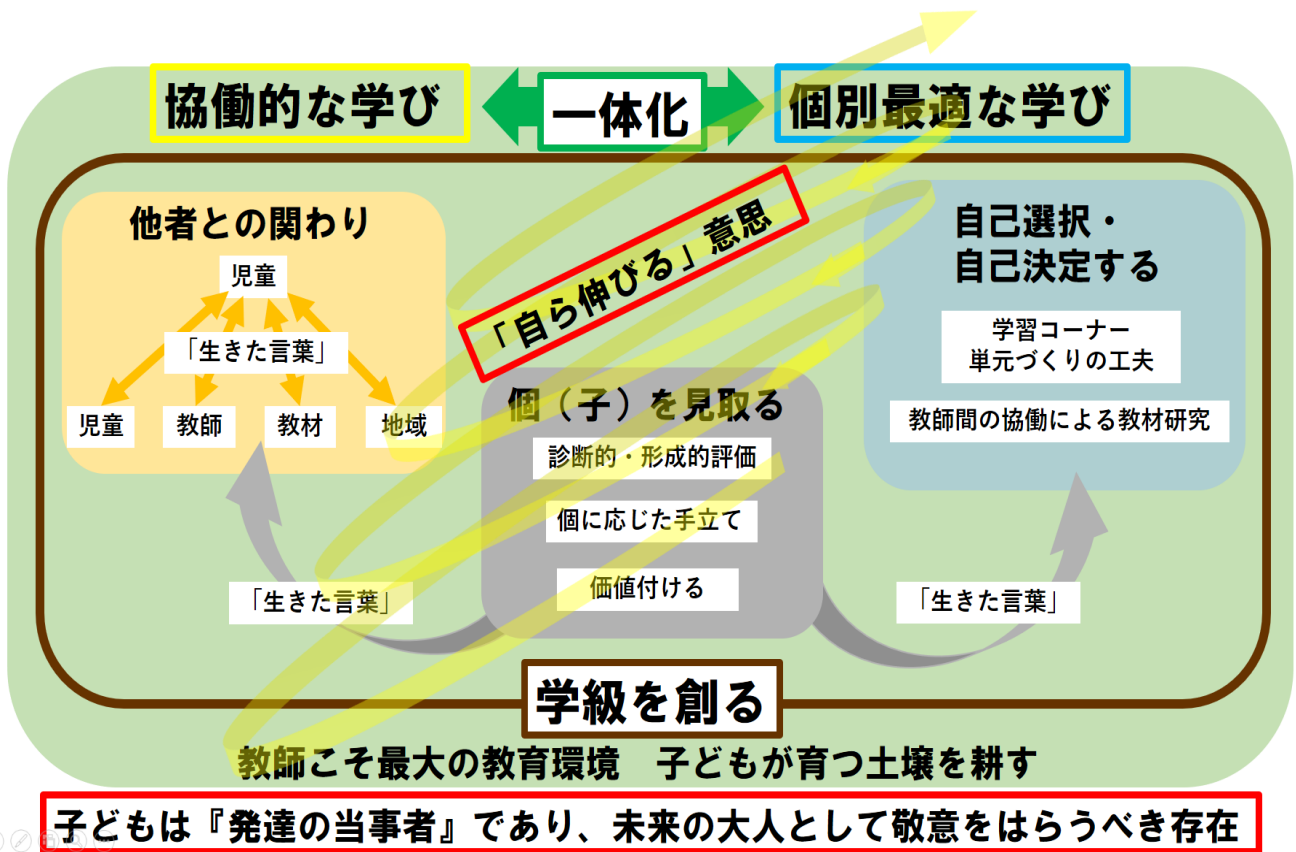 協働的な学び
一体化
個別最適な学び
他者との関わり
児童
「生きた言葉」
児童
教師
教材
地域
「自ら伸びる」意思
自己選択・
自己決定する
学習コーナー
単元づくりの工夫
教師間の協働による教材研究
個（子）を見取る
診断的・形成的評価
個に応じた手立て
価値付ける
「生きた言葉」
「生きた言葉」
学級を創る
教師こそ最大の教育環境　子どもが育つ土壌を耕す
子どもは『発達の当事者』であり、未来の大人として敬意をはらうべき存在